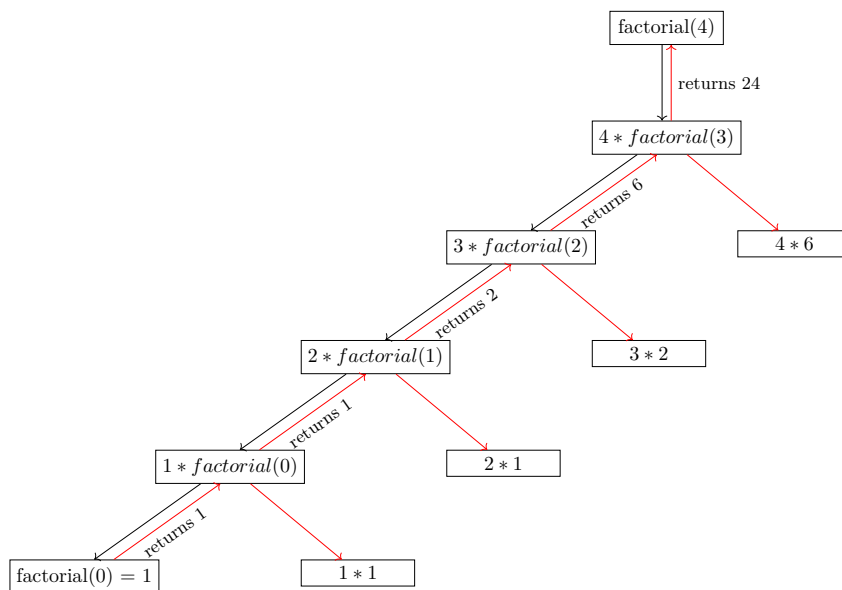 factorial(4)
returns 24
4 ∗ factorial(3)
returns 6
3 ∗ factorial(2)
4 ∗ 6
returns 2
2 ∗ factorial(1)
3 ∗ 2
returns 1
1 ∗ factorial(0)
2 ∗ 1
returns 1
factorial(0) = 1
1 ∗ 1